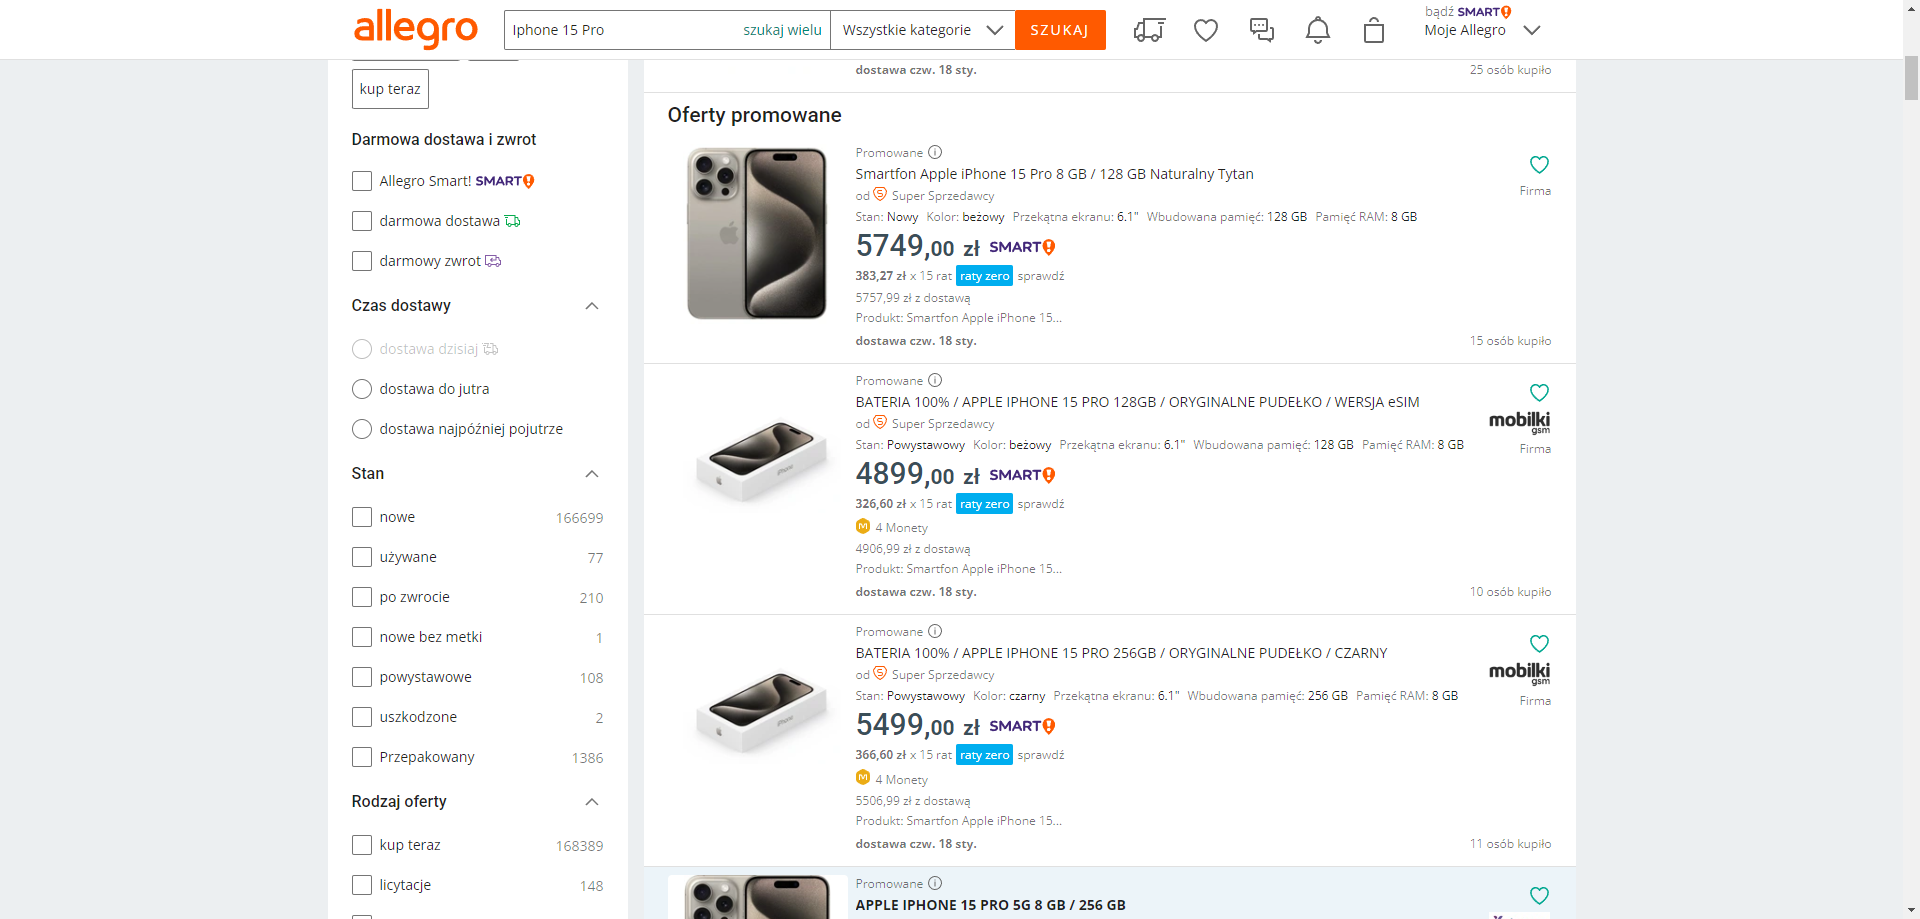 allegro
Iphone 15 Pro szukaj wielu Wszystkie kategorie SZUKAJ
bądź SMART!
Moje Allegro
kup teraz
Darmowa dostawa i zwrot
Allegro Smart! SMART!
darmowa dostawa
darmowy zwrot
Czas dostawy
dostawa dzisiaj
dostawa do jutra
dostawa najpóźniej pojutrze
Stan
nowe 166699
używane 77
po zwrocie 210
nowe bez metki 1
powystawowe 108
uszkodzone 2
Przepakowany 1386
Rodzaj oferty
kup teraz 168389
licytacje 148
dostawa czw. 18 sty. 25 osób kupiło
Oferty promowane
Promowane
Smartfon Apple iPhone 15 Pro 8 GB / 128 GB Naturalny Tytan
od Super Sprzedawcy
Firma
Stan: Nowy Kolor: beżowy Przekątna ekranu: 6.1" Wbudowana pamięć: 128 GB Pamięć RAM: 8 GB
5749,00 zł SMART!
383,27 zł x 15 rat raty zero sprawdź
5757,99 zł z dostawą
Produkt: Smartfon Apple iPhone 15...
dostawa czw. 18 sty. 15 osób kupiło
Promowane
BATERIA 100% / APPLE IPHONE 15 PRO 128GB / ORYGINALNE PUDEŁKO / WERSJA eSIM
od Super Sprzedawcy
mobilki
gsm
Firma
Stan: Powystawowy Kolor: beżowy Przekątna ekranu: 6.1" Wbudowana pamięć: 128 GB Pamięć RAM: 8 GB
4899,00 zł SMART!
326,60 zł x 15 rat raty zero sprawdź
4 Monety
4906,99 zł z dostawą
Produkt: Smartfon Apple iPhone 15...
dostawa czw. 18 sty. 10 osób kupiło
Promowane
BATERIA 100% / APPLE IPHONE 15 PRO 256GB / ORYGINALNE PUDEŁKO / CZARNY
od Super Sprzedawcy
mobilki
gsm
Firma
Stan: Powystawowy Kolor: czarny Przekątna ekranu: 6.1" Wbudowana pamięć: 256 GB Pamięć RAM: 8 GB
5499,00 zł SMART!
366,60 zł x 15 rat raty zero sprawdź
4 Monety
5506,99 zł z dostawą
Produkt: Smartfon Apple iPhone 15...
dostawa czw. 18 sty. 11 osób kupiło
Promowane
APPLE IPHONE 15 PRO 5G 8 GB / 256 GB